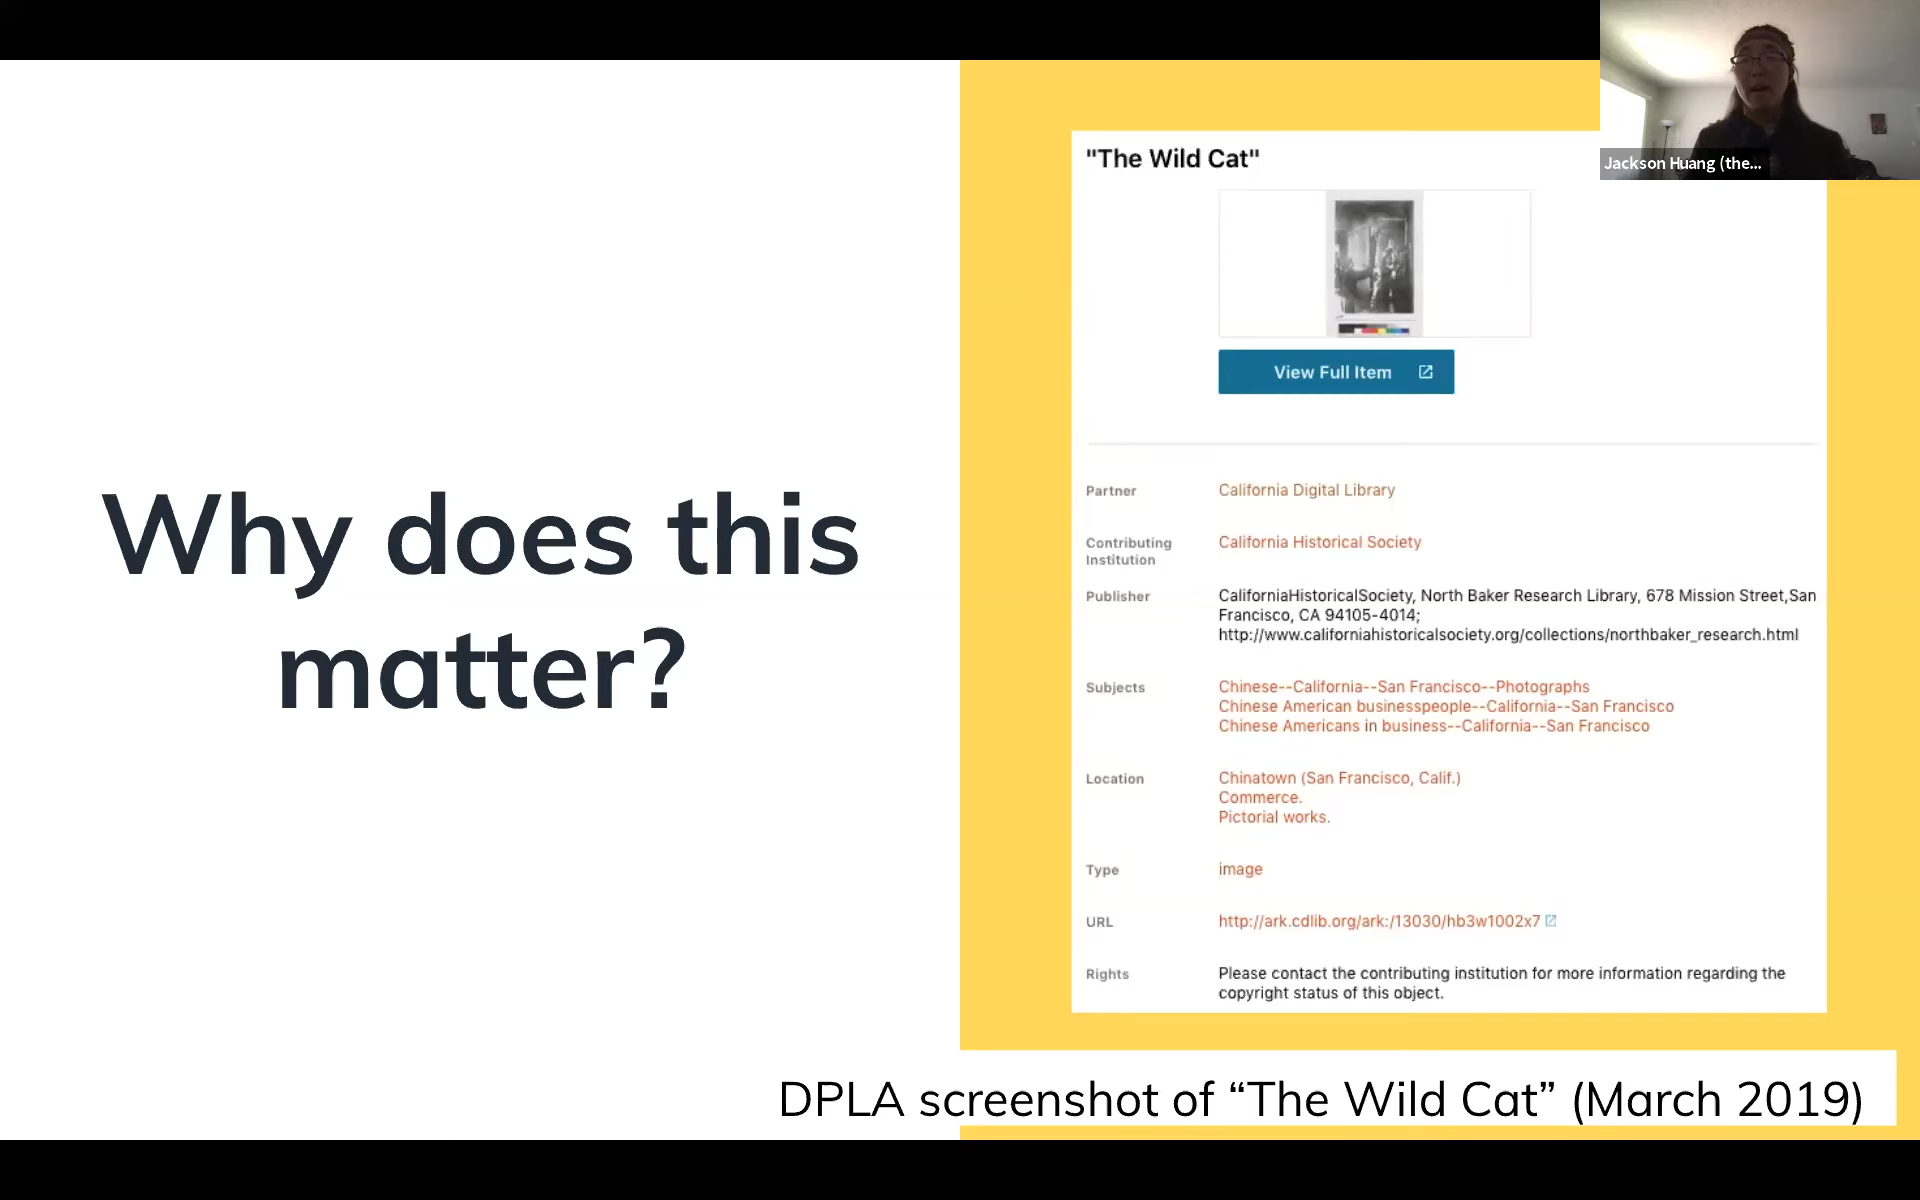 Why does this
matter?
"The Wild Cat"
View Full Item
Partner
California Digital Library
Contributing
Institution
California Historical Society
Publisher
CaliforniaHistoricalSociety, North Baker Research Library, 678 Mission Street,San
Francisco, CA 94105-4014;
http://www.californiahistoricalsociety.org/collections/northbaker_research.html
Subjects
Chinese--California--San Francisco--Photographs
Chinese American businesspeople--California--San Francisco
Chinese Americans in business--California--San Francisco
Location
Chinatown (San Francisco, Calif.)
Commerce.
Pictorial works.
Type
image
URL
http://ark.cdlib.org/ark:/13030/hb3w1002x7
Rights
Please contact the contributing institution for more information regarding the
copyright status of this object.
DPLA screenshot of “The Wild Cat” (March 2019)
Jackson Huang (the...